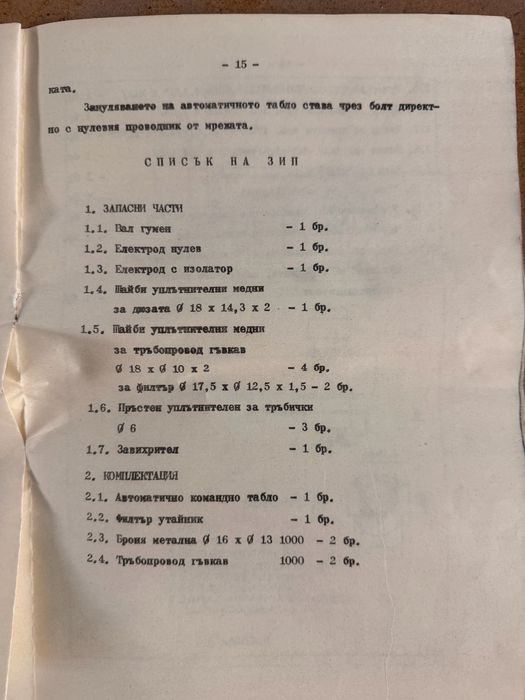 - 15 -
ката.
Зануляването на автоматичното табло става чрез болт дирек-
но с нулевия проводник от мрежата.
СПИСЪК НА ЗИП
1. ЗАПАСНИ ЧАСТИ
1.1. Вал гумен - 1 бр.
1.2. Електрод нулев - 1 бр.
1.3. Електрод с изолатор - 1 бр.
1.4. Шайби уплътнителни медни
за дюзата Ø 18 х 14,3 х 2 - 1 бр.
1.5. Шайби уплътнителни медни
за тръбопровод гъвкав
Ø 18 х Ø 10 х 2 - 4 бр.
за филтър Ø 17,5 х Ø 12,5 х 1,5 - 2 бр.
1.6. Пръстен уплътнителен за тръбички
Ø 6 - 3 бр.
1.7. Завихрител - 1 бр.
2. КОМПЛЕКТАЦИЯ
2.1. Автоматично командно табло - 1 бр.
2.2. Филтър утайник - 1 бр.
2.3. Броня метална Ø 16 х Ø 13 1000 - 2 бр.
2.4. Тръбопровод гъвкав 1000 - 2 бр.